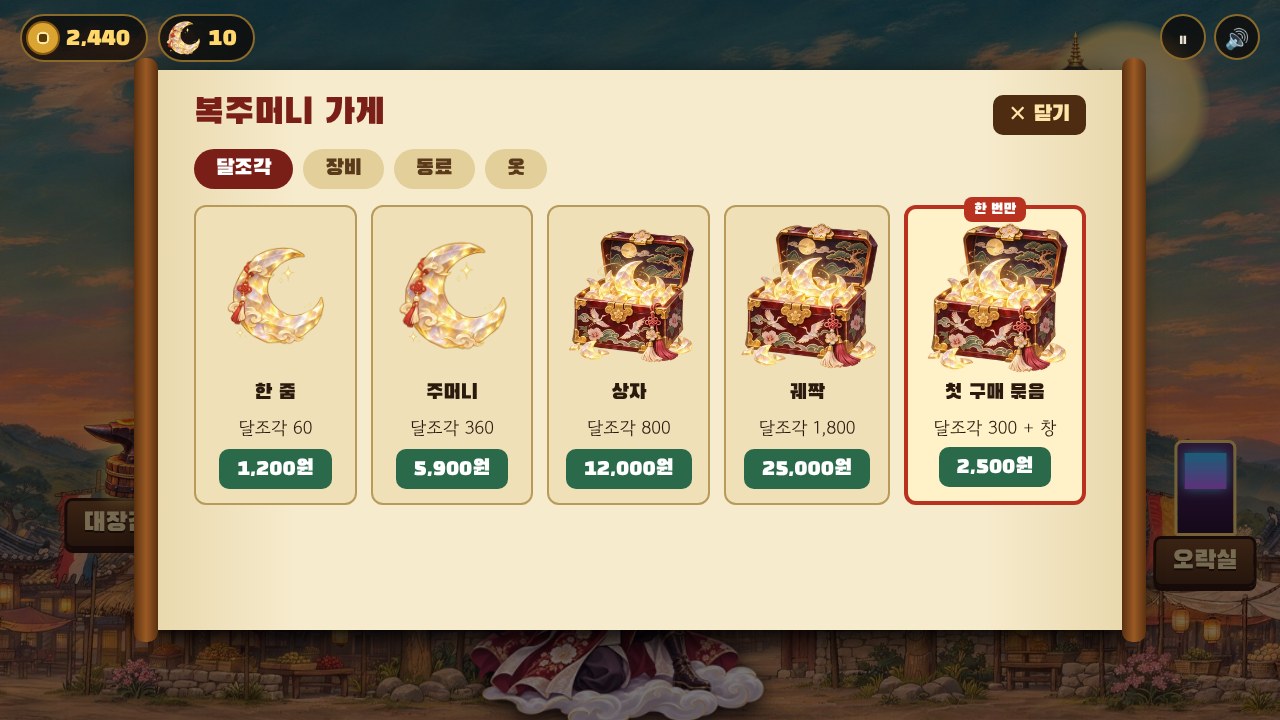 2,440
10
복주머니 가게
× 닫기
달조각
장비
동료
옷
한 줌
달조각 60
1,200원
주머니
달조각 360
5,900원
상자
달조각 800
12,000원
궤짝
달조각 1,800
25,000원
한 번만
첫 구매 묶음
달조각 300 + 창
2,500원
오락실